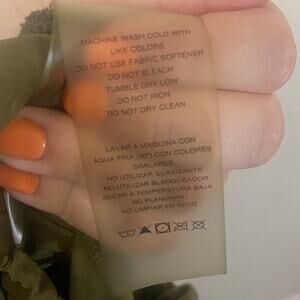 MACHINE WASH COLD WITH
LIKE COLORS
DO NOT USE FABRIC SOFTENER
DO NOT BLEACH
TUMBLE DRY LOW
DO NOT IRON
DO NOT DRY CLEAN
LAVAR A MAQUINA CON
AGUA FRIA (30°) CON COLORES
SIMILARES
NO UTILIZAR SUAVIZANTE
NO UTILIZAR BLANQUEADOR
SECAR A TEMPERATURA BAJA
NO PLANCHAR
NO LIMPIAR EN SECO